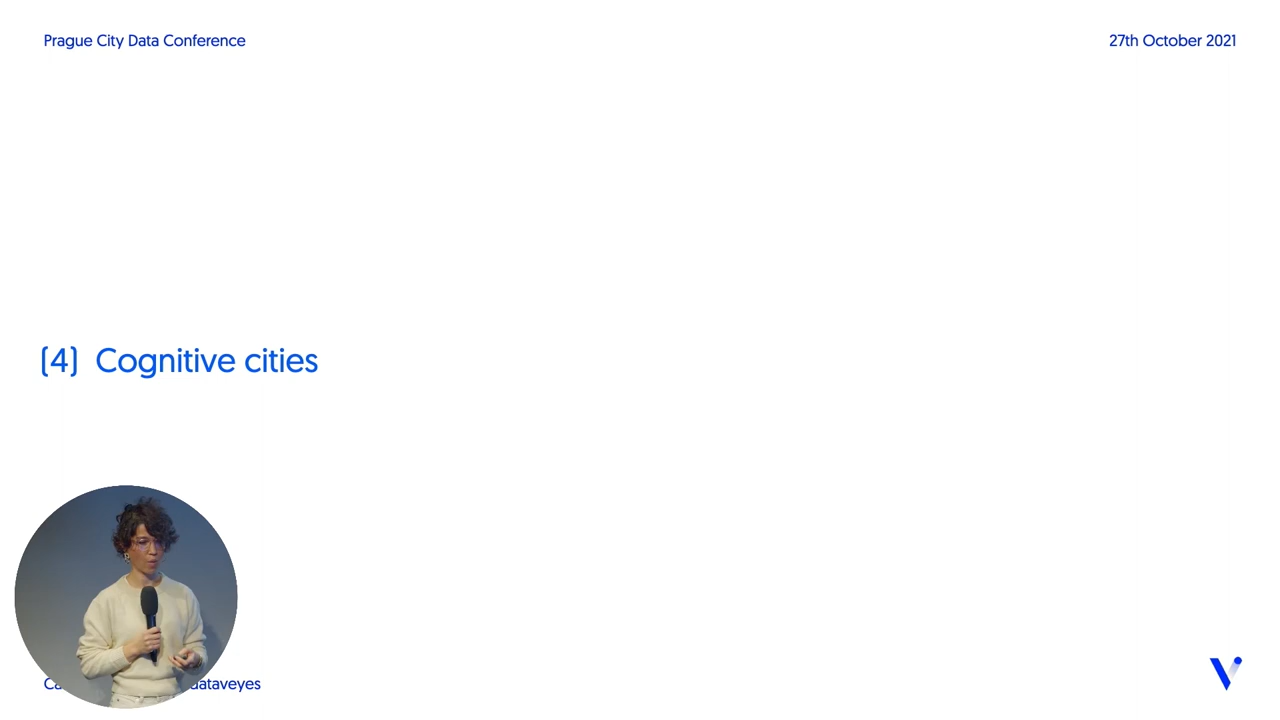 Prague City Data Conference
27th October 2021
(4) Cognitive cities
dataveyes